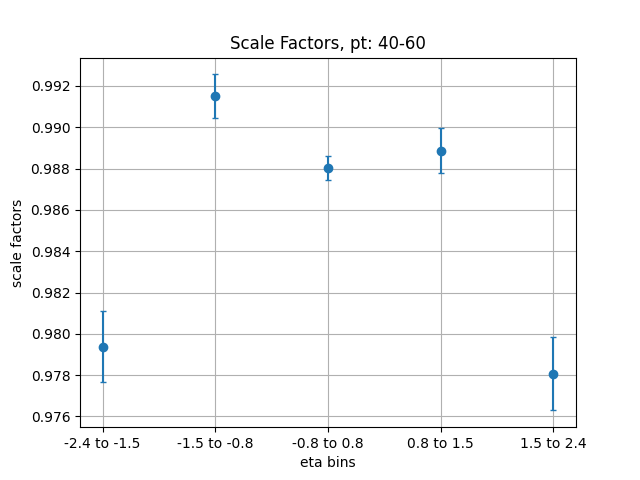 Scale Factors, pt: 40-60
scale factors
0.992
0.990
0.988
0.986
0.984
0.982
0.980
0.978
0.976
-2.4 to -1.5
-1.5 to -0.8
-0.8 to 0.8
0.8 to 1.5
1.5 to 2.4
eta bins